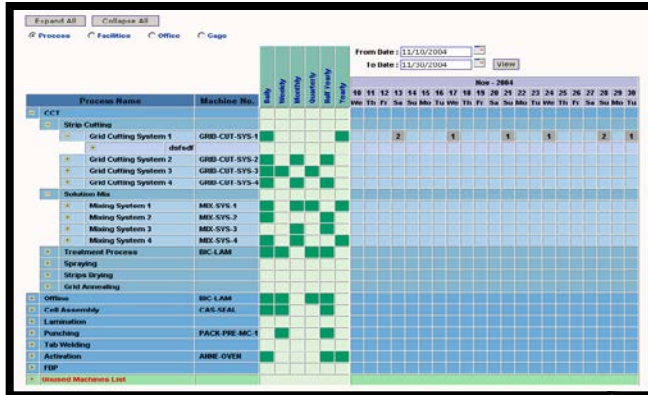 Expand All Collapse All
Process Facilities Office Gage
From Date : 11/10/2004
To Date : 11/30/2004 View
Daily Weekly Monthly Quarterly Half Yearly Yearly
Nov - 2004
10 11 12 13 14 15 16 17 18 19 20 21 22 23 24 25 26 27 28 29 30
Process Name Machine No. We Th Fr Sa Su Mo Tu We Th Fr Sa Su Mo Tu We Th Fr Sa Su Mo Tu
CCT
Strip Cutting
Grid Cutting System 1 GRID-CUT-SYS-1 2 1 1 1 2 1
dsfsdf
Grid Cutting System 2 GRID-CUT-SYS-2
Grid Cutting System 3 GRID-CUT-SYS-3
Grid Cutting System 4 GRID-CUT-SYS-4
Solution Mix
Mixing System 1 MIX-SYS-1
Mixing System 2 MIX-SYS-2
Mixing System 3 MIX-SYS-3
Mixing System 4 MIX-SYS-4
Treatment Process BIC-LAM
Spraying
Strips Drying
Grid Annealing
Offline BIC-LAM
Cell Assembly CAS-SEAL
Lamination
Punching PACK-PRE-MC-1
Tab Welding
Activation ANNE-OVEN
FDP
Unused Machines List